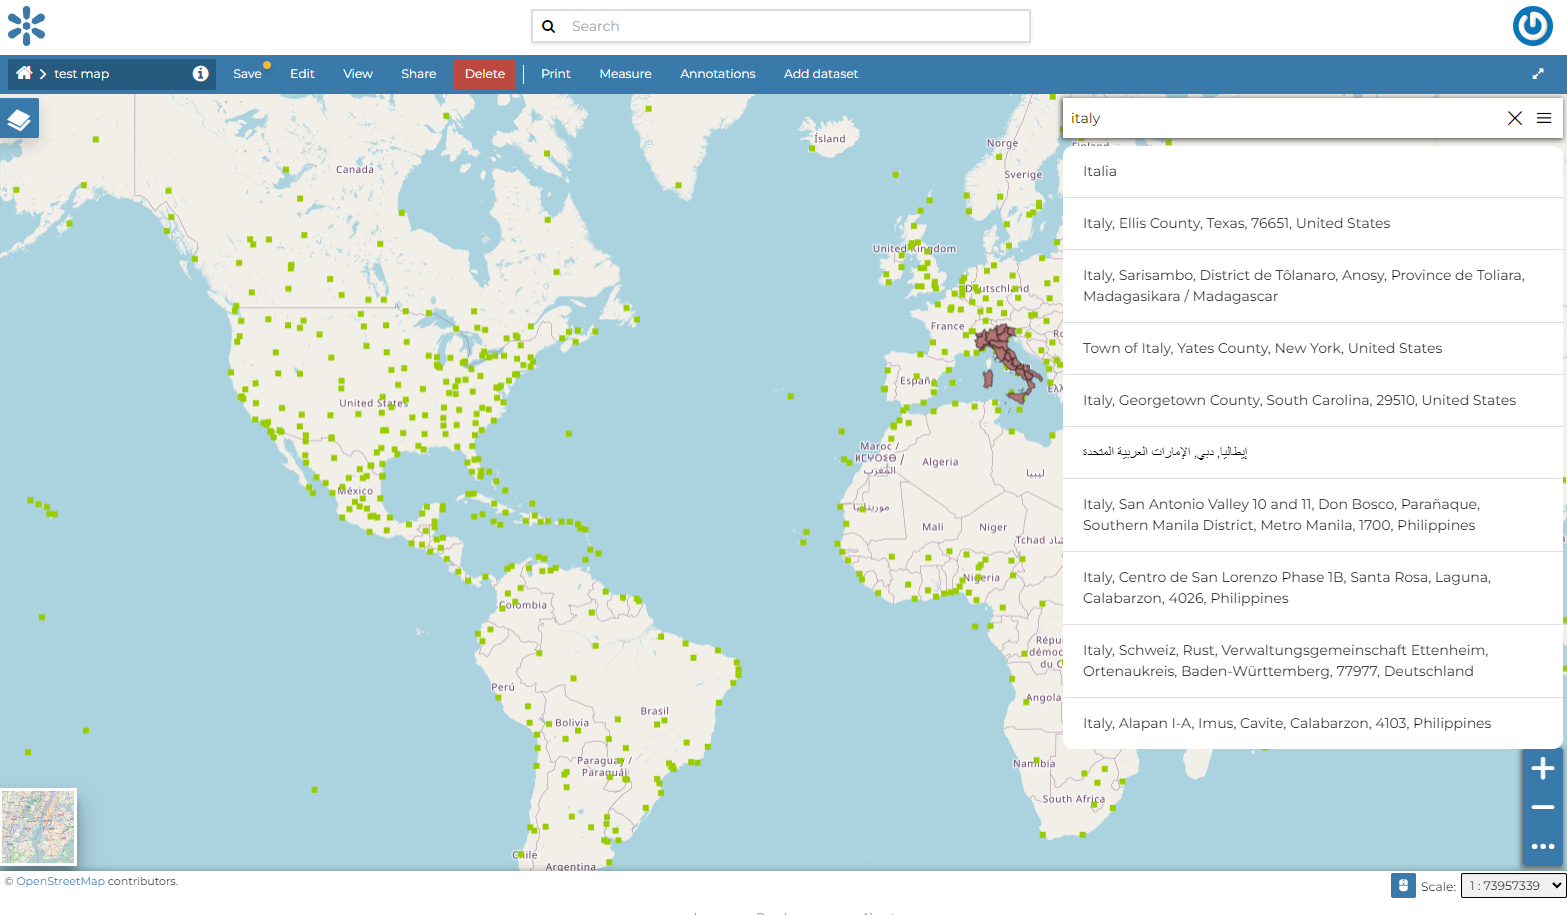 Search
test map
Save
Edit
View
Share
Delete
Print
Measure
Annotations
Add dataset
italy
Italia
Italy, Ellis County, Texas, 76651, United States
Italy, Sarisambo, District de Tôlanaro, Anosy, Province de Toliara,
Madagasikara / Madagascar
Town of Italy, Yates County, New York, United States
Italy, Georgetown County, South Carolina, 29510, United States
إيطاليا, دبي, الإمارات العربية المتحدة
Italy, San Antonio Valley 10 and 11, Don Bosco, Parañaque,
Southern Manila District, Metro Manila, 1700, Philippines
Italy, Centro de San Lorenzo Phase 1B, Santa Rosa, Laguna,
Calabarzon, 4026, Philippines
Italy, Schweiz, Rust, Verwaltungsgemeinschaft Ettenheim,
Ortenaukreis, Baden-Württemberg, 77977, Deutschland
Italy, Alapan I-A, Imus, Cavite, Calabarzon, 4103, Philippines
Ísland
Norge
Sverige
Canada
United Kingdom
Deutschland
France
España
United States
Maroc /
ⵍⵎⵖⵔⵉⴱ /
المغرب
Algeria
ليبيا
México
موريتانيا
Mali
Niger
Tchad
Nigeria
Colombia
Perú
Brasil
Bolivia
Paraguay /
Paraguái
Angola
Namibia
South Africa
Chile
Argentina
© OpenStreetMap contributors.
Scale:
1 : 73957339